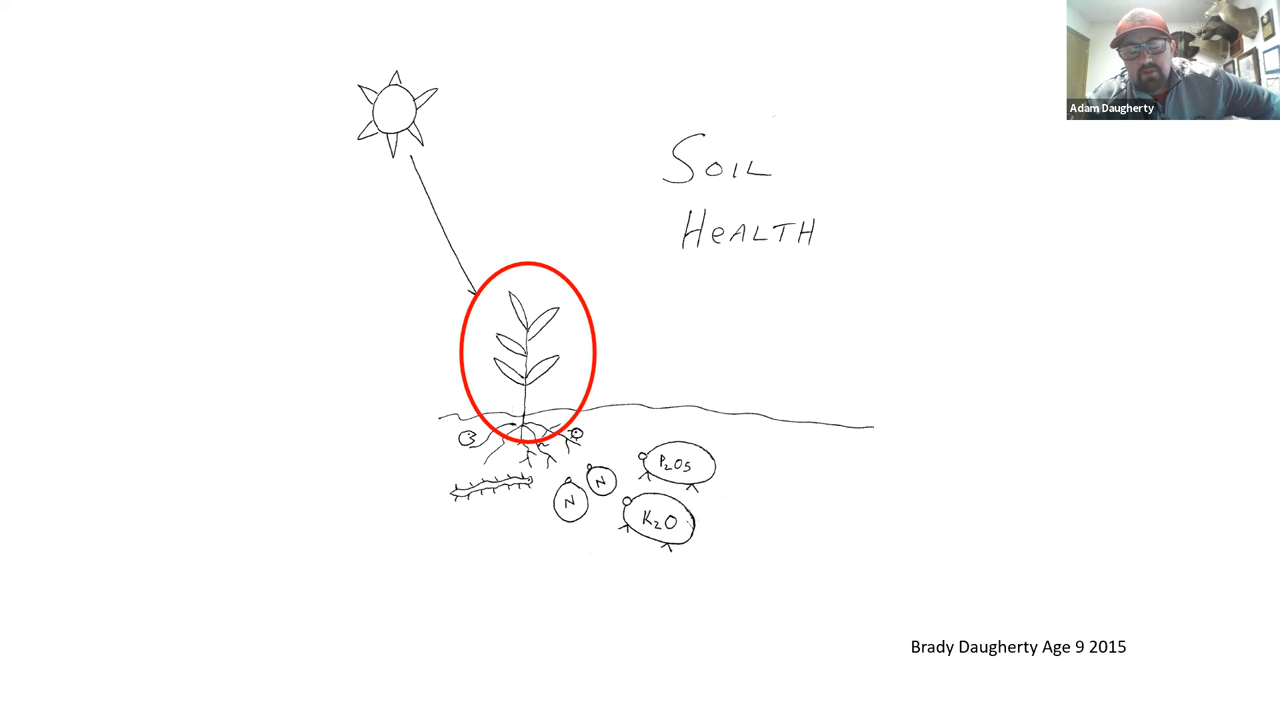 Adam Daugherty
SOIL
HeALTH
P₂O₅
N
N
K₂O
Brady Daugherty Age 9 2015